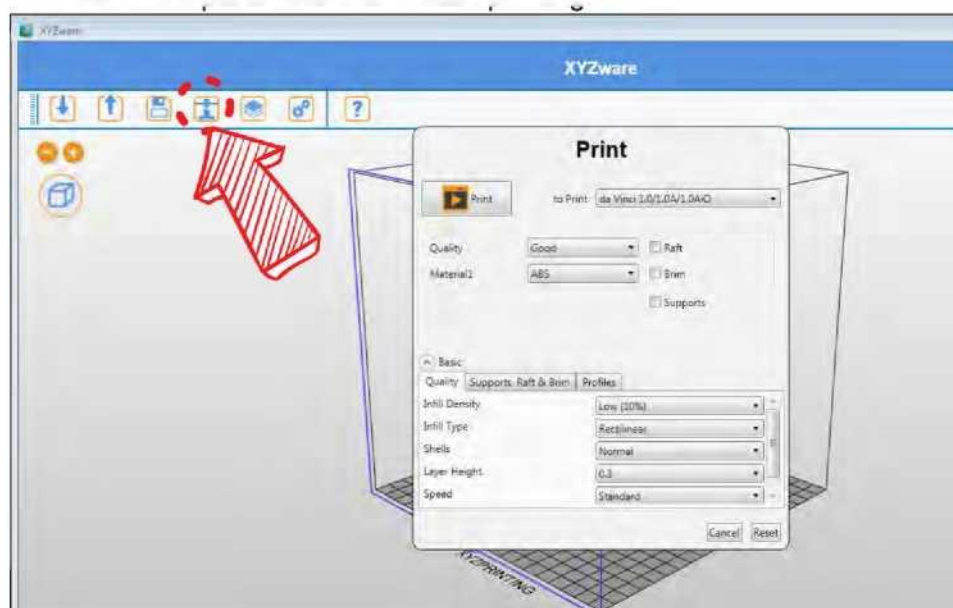 XYZware
XYZware
?
Print
Print
to Print da Vinci 1.0/1.0A/1.0AiO
Quality Good Raft
Material1 ABS Brim
Supports
Basic
Quality Supports, Raft & Brim Profiles
Infill Density Low (10%)
Infill Type Rectilinear
Shells Normal
Layer Height 0.3
Speed Standard
Cancel Reset
XYZPRINTING